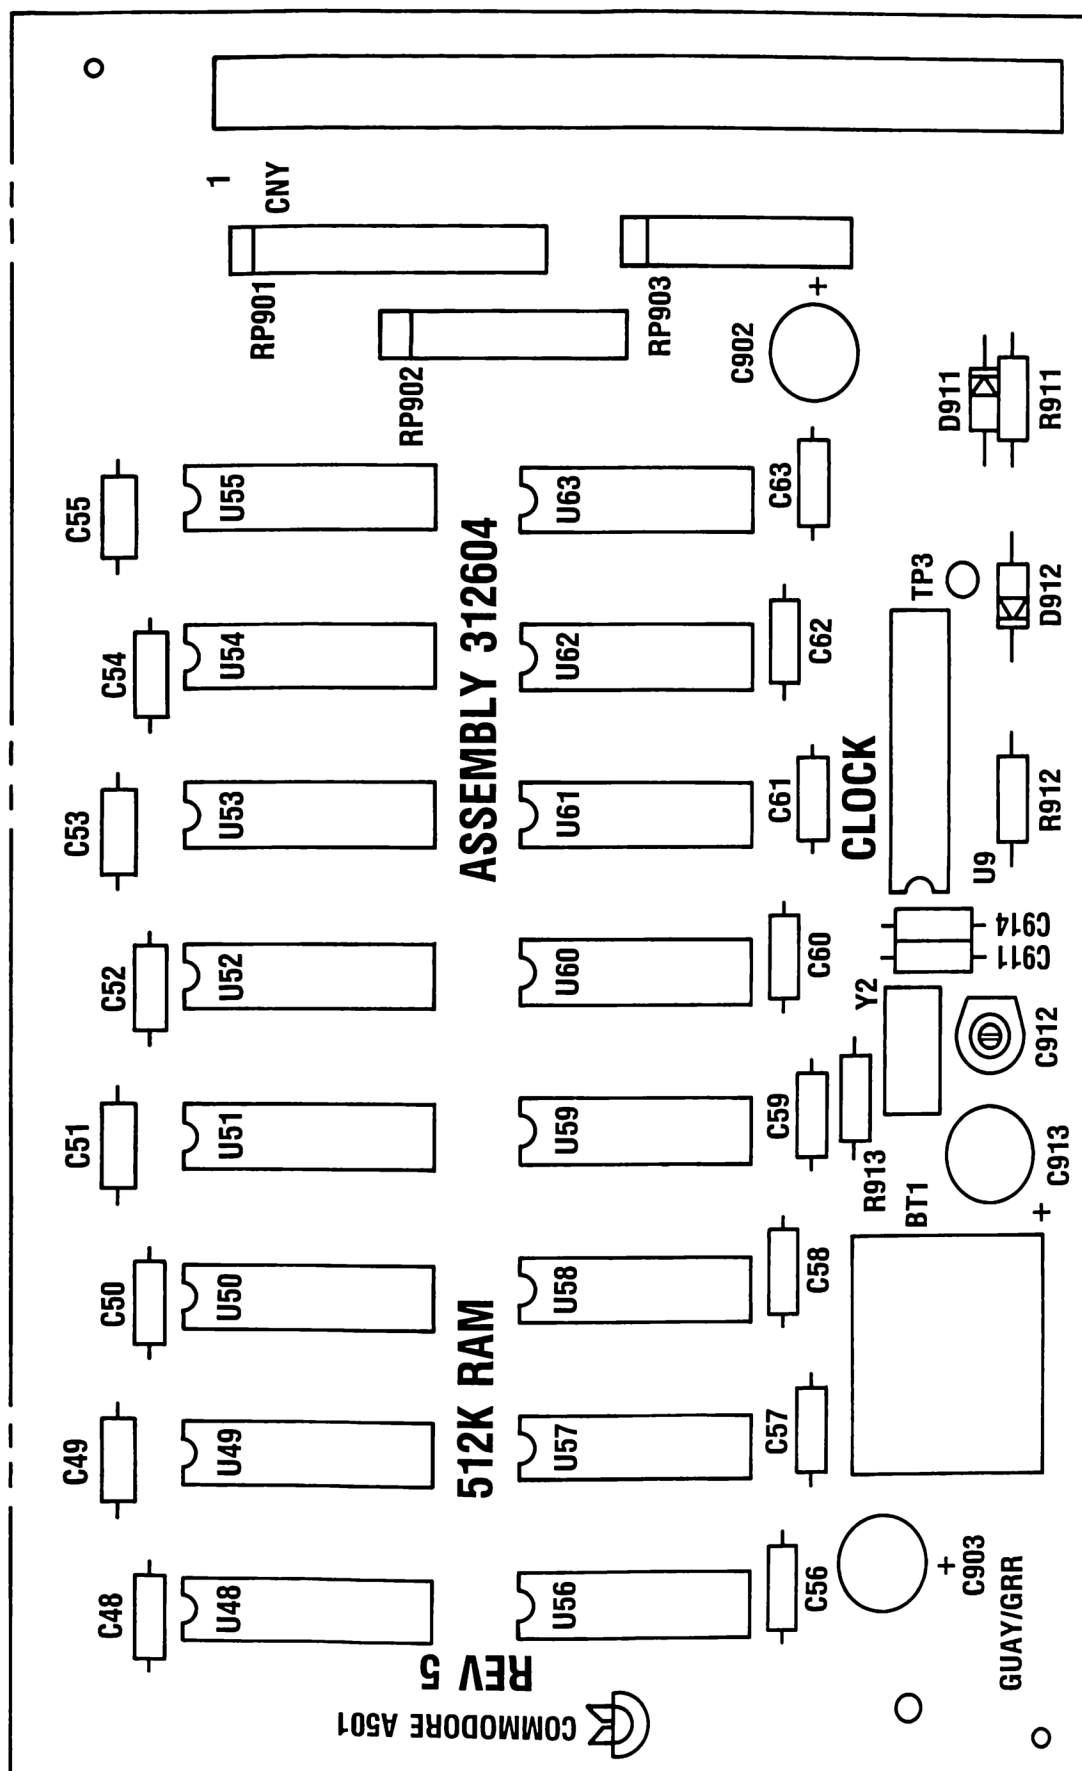 C48
C49
C50
C51
C52
C53
C54
C55
U48
U49
U50
U51
U52
U53
U54
U55
1
CNY
RP901
RP902
RP903
COMMODORE A501
REV 5
512K RAM
ASSEMBLY 312604
U56
U57
U58
U59
U60
U61
U62
U63
C56
C57
C58
C59
C60
C61
C62
C63
C902
+
CLOCK
R913
Y2
BT1
TP3
D911
C903
+
U9
C914
C911
GUAY/GRR
+
C913
C912
R912
D912
R911